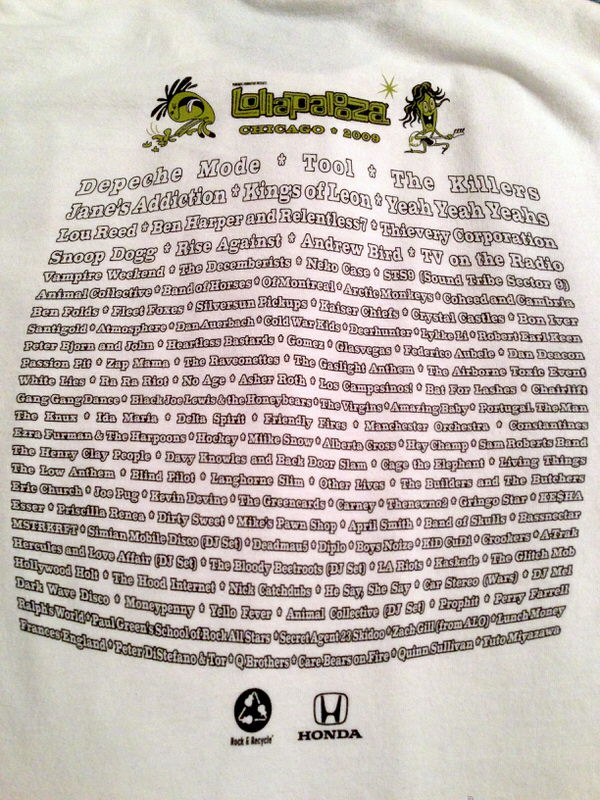 Lollapalooza
CHICAGO * 2009
Depeche Mode * Tool * The Killers
Jane's Addiction * Kings of Leon * Yeah Yeah Yeahs
Lou Reed * Ben Harper and Relentless7 * Thievery Corporation
Snoop Dogg * Rise Against * Andrew Bird * TV on the Radio
Vampire Weekend * The Decemberists * Neko Case * STS9 (Sound Tribe Sector 9)
Animal Collective * Band of Horses * Of Montreal * Arctic Monkeys * Coheed and Cambria
Ben Folds * Fleet Foxes * Silversun Pickups * Kaiser Chiefs * Crystal Castles * Bon Iver
Santigold * Atmosphere * Dan Auerbach * Cold War Kids * Deerhunter * Lykke Li * Robert Earl Keen
Peter Bjorn and John * Heartless Bastards * Gomez * Glasvegas * Federico Aubele * Dan Deacon
Passion Pit * Zap Mama * The Raveonettes * The Gaslight Anthem * The Airborne Toxic Event
White Lies * Ra Ra Riot * No Age * Asher Roth * Los Campesinos! * Bat For Lashes * Chairlift
Gang Gang Dance * Black Joe Lewis & the Honeybears * The Virgins * Amazing Baby * Portugal. The Man
The Knux * Ida Maria * Delta Spirit * Friendly Fires * Manchester Orchestra * Constantines
Ezra Furman & The Harpoons * Hockey * Miike Snow * Alberta Cross * Hey Champ * Sam Roberts Band
The Henry Clay People * Davy Knowles and Back Door Slam * Cage the Elephant * Living Things
The Low Anthem * Blind Pilot * Langhorne Slim * Other Lives * The Builders and The Butchers
Eric Church * Joe Pug * Kevin Devine * The Greencards * Carney * Thenewno2 * Gringo Star * KE$HA
Esser * Priscilla Renea * Dirty Sweet * Mike's Pawn Shop * April Smith * Band of Skulls * Bassnectar
MSTRKRFT * Simian Mobile Disco (DJ Set) * Deadmau5 * Diplo * Boys Noize * KiD CuDi * Crookers * A-Trak
Hercules and Love Affair (DJ Set) * The Bloody Beetroots (DJ Set) * LA Riots * Kaskade * The Glitch Mob
Hollywood Holt * The Hood Internet * Nick Catchdubs * He Say, She Say * Car Stereo (Wars) * DJ Mel
Dark Wave Disco * Moneypenny * Yello Fever * Animal Collective (DJ Set) * Prophit * Perry Farrell
Ralph's World * Paul Green's School of Rock All Stars * Secret Agent 23 Skidoo * Zach Gill (from ALO) * Lunch Money
Frances England * Peter DiStefano & Tor * Q Brothers * Care Bears on Fire * Quinn Sullivan * Yuto Miyazawa
Rock & Recycle
HONDA